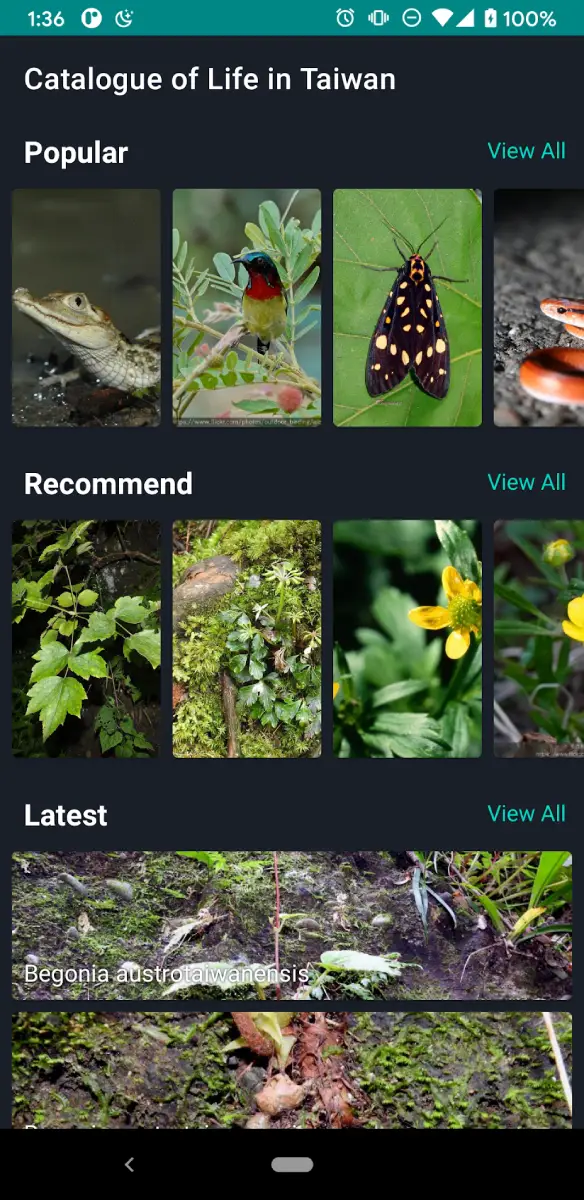 1:36
100%
Catalogue of Life in Taiwan
Popular
View All
Recommend
View All
Latest
View All
Begonia austrotaiwanensis